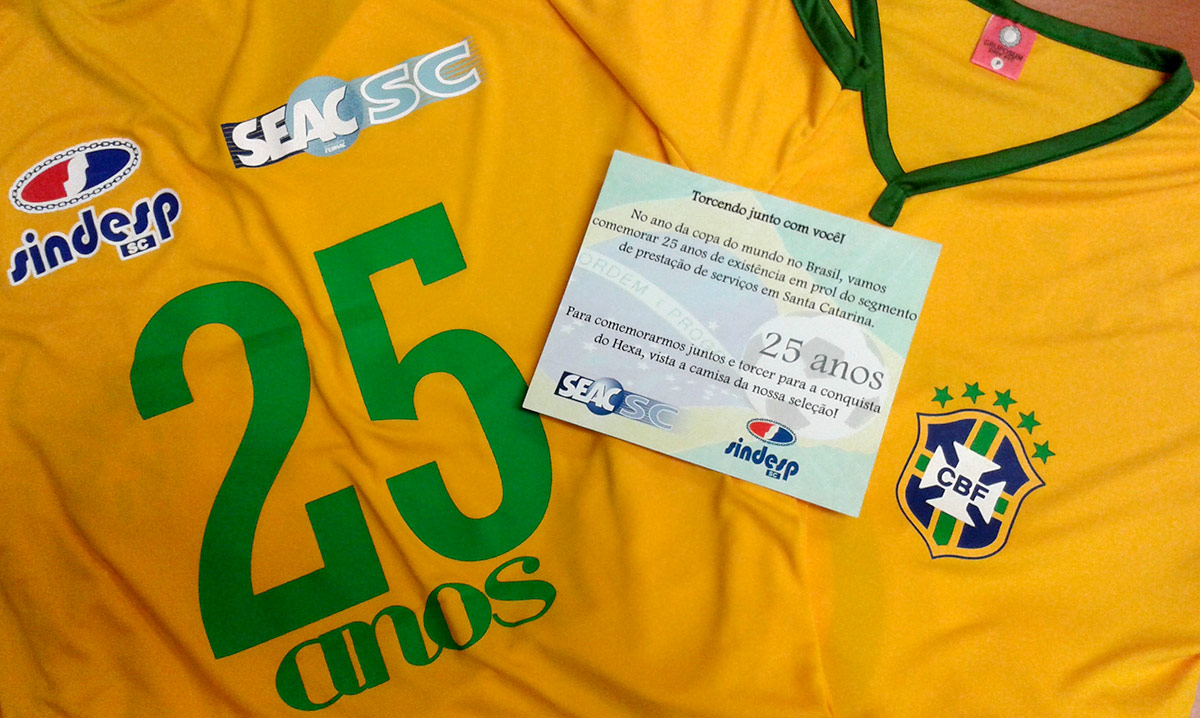 SEAC SC
sindesp
SC
25
anos
Torcendo junto com você!
No ano da copa do mundo no Brasil, vamos
comemorar 25 anos de existência em prol do segmento
de prestação de serviços em Santa Catarina.
ORDEM E PROG
25 anos
Para comemorarmos juntos e torcer para a conquista
do Hexa, vista a camisa da nossa seleção!
SEAC SC
sindesp
SC
CBF
P